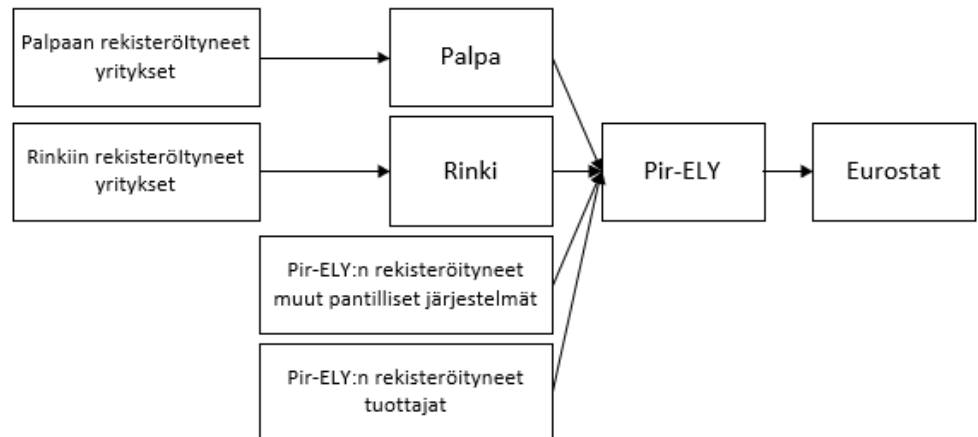 Palpaan rekisteröltyneet
yritykset
Palpa
Rinkiin rekisteröltyneet
yritykset
Rinki
Pir-ELY
Eurostat
Pir-ELY:n rekisteröityneet
muut pantilliset järjestelmät
Pir-ELY:n rekisteröityneet
tuottajat